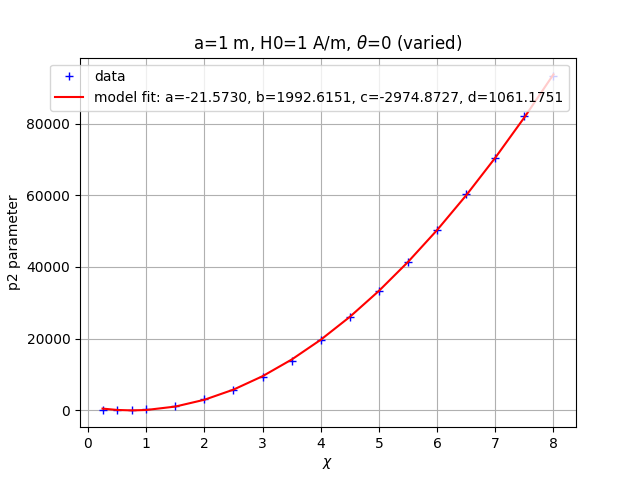 a=1 m, H0=1 A/m, θ=0 (varied)
data
model fit: a=-21.5730, b=1992.6151, c=-2974.8727, d=1061.1751
p2 parameter
80000
60000
40000
20000
0
0 1 2 3 4 5 6 7 8
χ